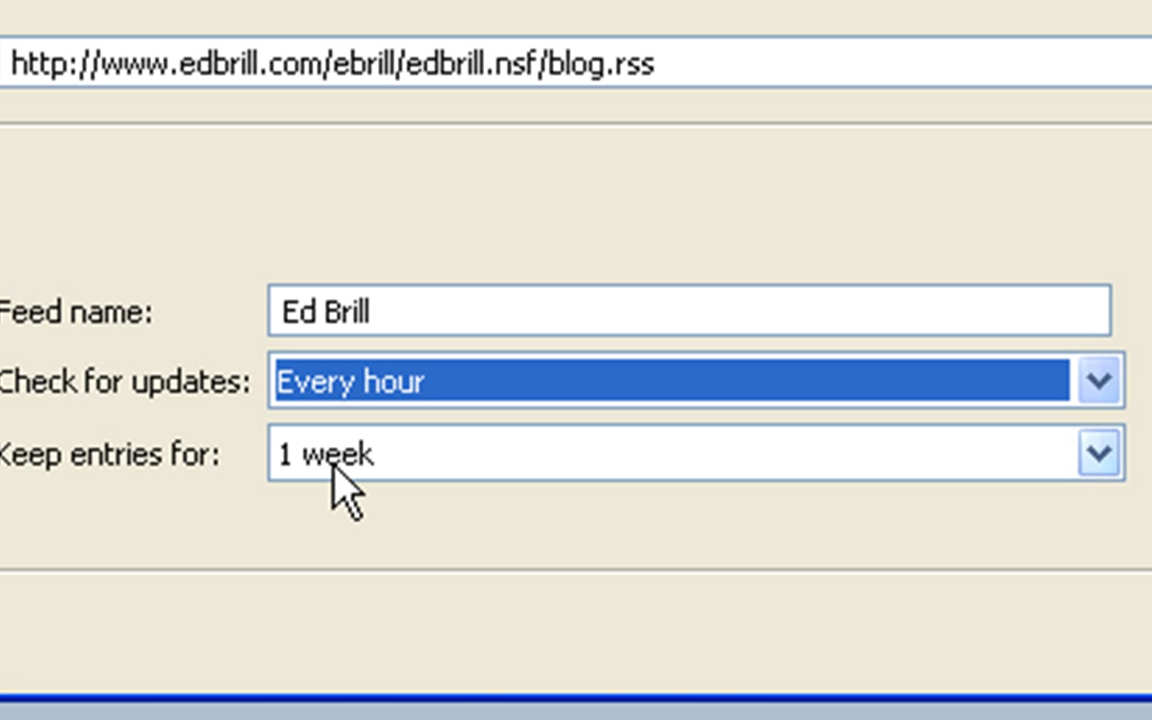 http://www.edbrill.com/ebrill/edbrill.nsf/blog.rss
Feed name: Ed Brill
Check for updates: Every hour
Keep entries for: 1 week